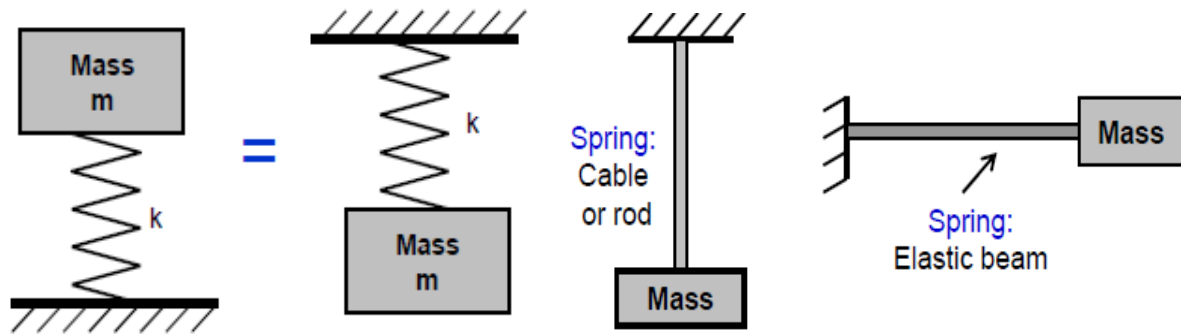 Mass
m
k
=
k
Mass
m
Spring:
Cable
or rod
Mass
Mass
Spring:
Elastic beam